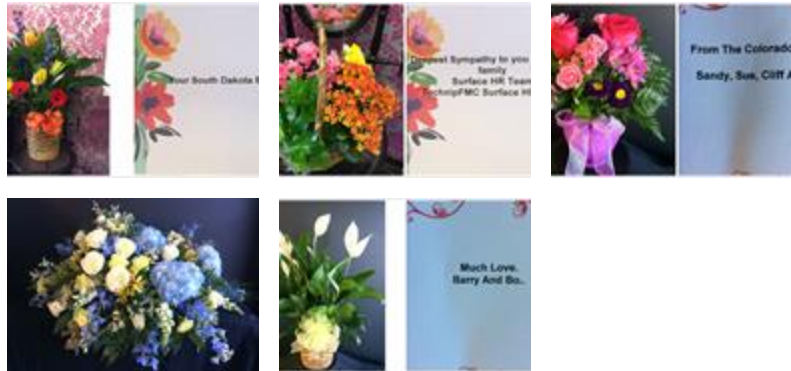 Your South Dakota
Deepest Sympathy to you
family
Surface HR Team
TechnipFMC Surface
From The Colorado
Sandy, Sue, Cliff
Much Love.
Barry And Bo..